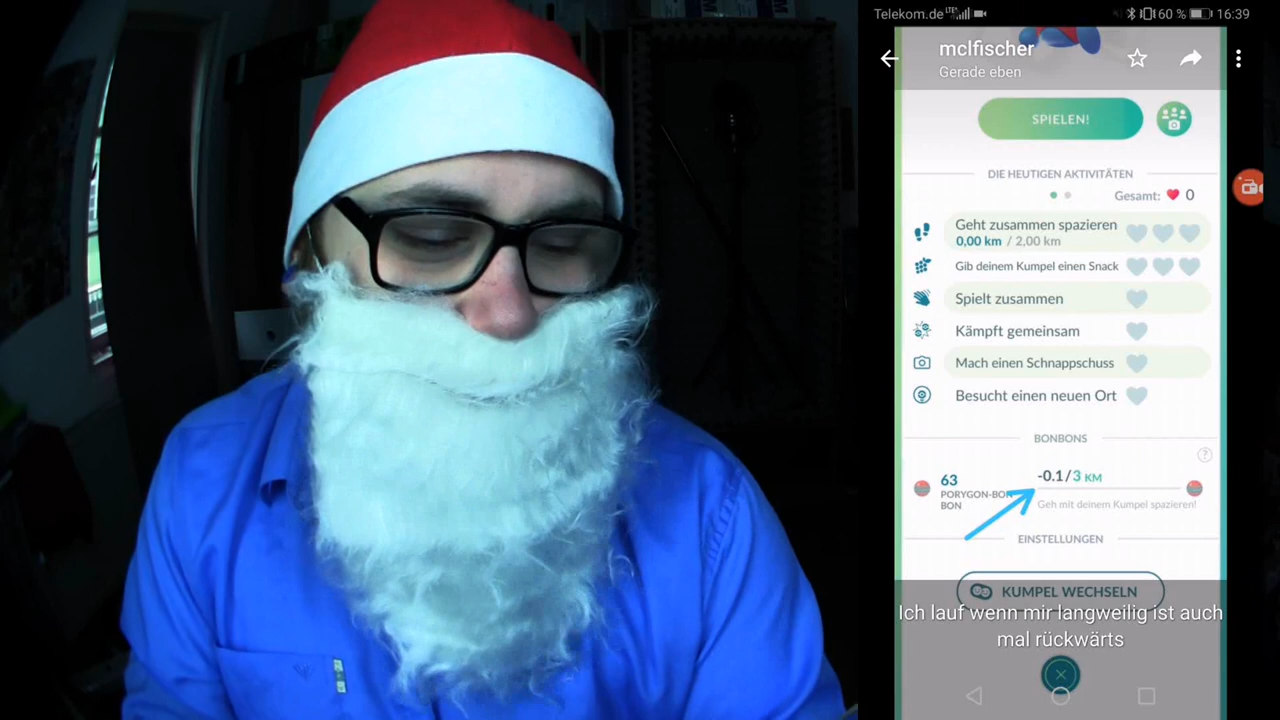 Telekom.de LTE 60 % 16:39
mclfischer
Gerade eben
SPIELEN!
DIE HEUTIGEN AKTIVITÄTEN
Gesamt: 0
Geht zusammen spazieren
0,00 km / 2,00 km
Gib deinem Kumpel einen Snack
Spielt zusammen
Kämpft gemeinsam
Mach einen Schnappschuss
Besucht einen neuen Ort
BONBONS
?
63
-0.1/3 KM
PORYGON-BON
BON
Geh mit deinem Kumpel spazieren!
EINSTELLUNGEN
KUMPEL WECHSELN
Ich lauf wenn mir langweilig ist auch
mal rückwärts